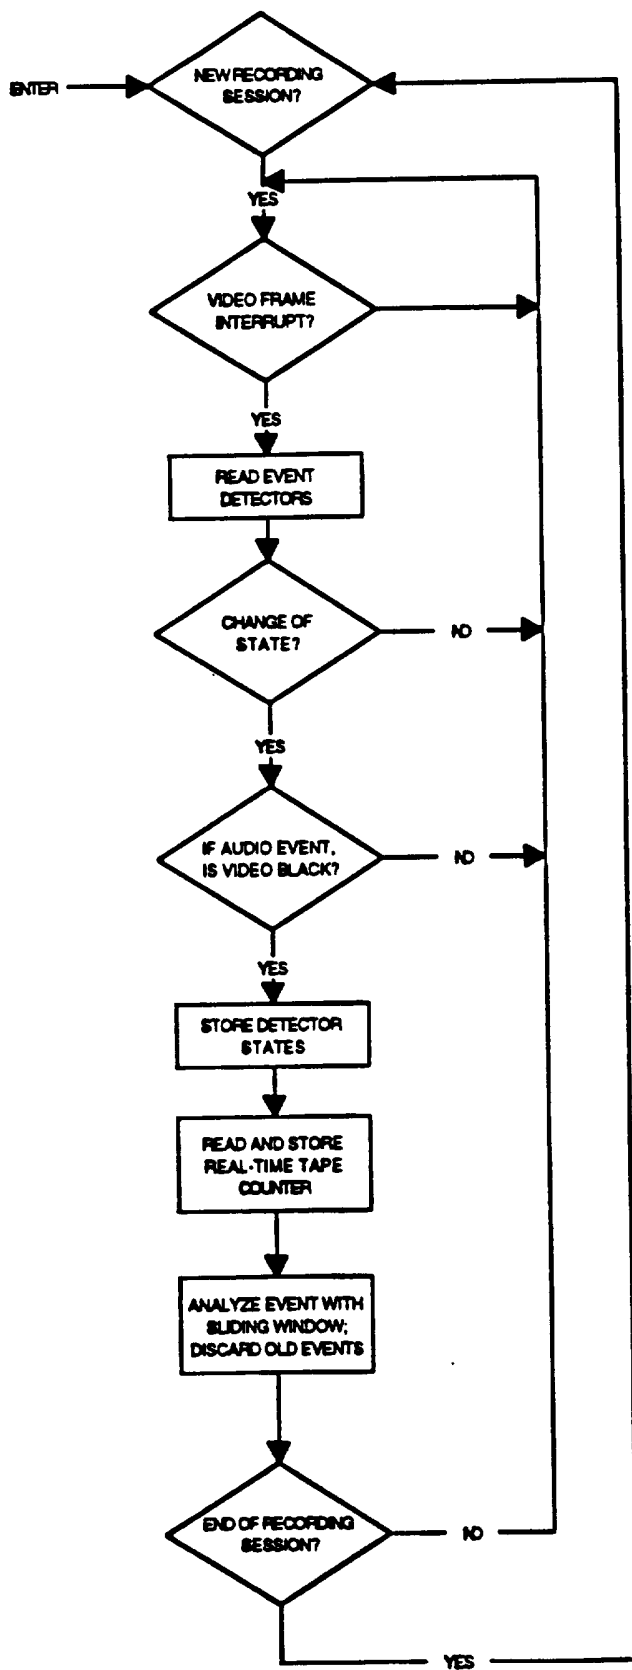 NEW RECORDING
SESSION?
ENTER
YES
VIDEO FRAME
INTERRUPT?
YES
READ EVENT
DETECTORS
CHANGE OF
STATE?
NO
YES
IF AUDIO EVENT,
IS VIDEO BLACK?
NO
YES
STORE DETECTOR
STATES
READ AND STORE
REAL-TIME TAPE
COUNTER
ANALYZE EVENT WITH
SLIDING WINDOW;
DISCARD OLD EVENTS
END OF RECORDING
SESSION?
NO
YES